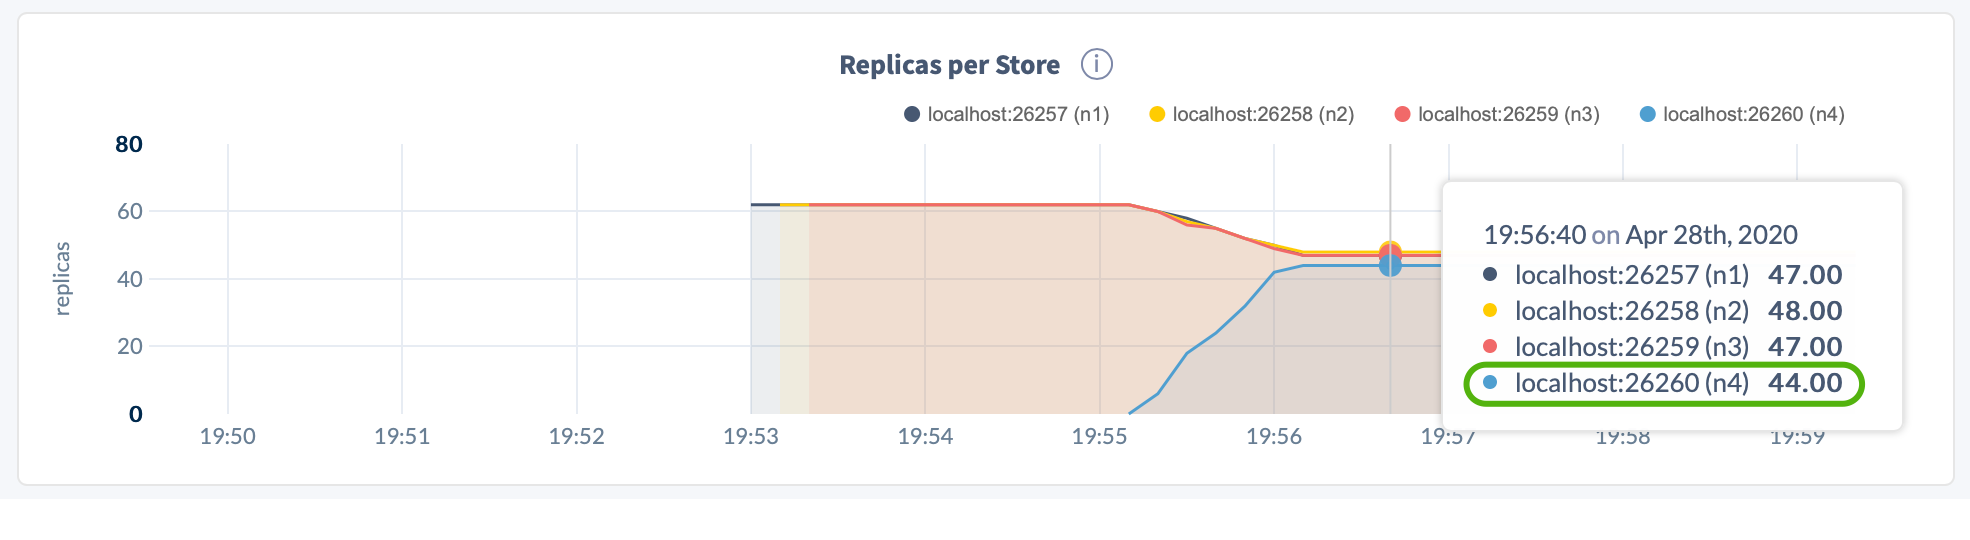 Replicas per Store i
localhost:26257 (n1) localhost:26258 (n2) localhost:26259 (n3) localhost:26260 (n4)
80
60
40
20
0
replicas
19:50 19:51 19:52 19:53 19:54 19:55 19:56 19:57 19:58 19:59
19:56:40 on Apr 28th, 2020
localhost:26257 (n1) 47.00
localhost:26258 (n2) 48.00
localhost:26259 (n3) 47.00
localhost:26260 (n4) 44.00